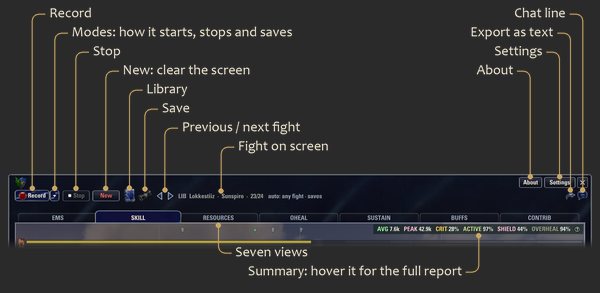 Record
Chat line
Modes: how it starts, stops and saves
Export as text
Stop
Settings
New: clear the screen
About
Library
Save
Previous / next fight
Fight on screen
Record
Stop
New
LIB Lokkestiiz - Sunspire - 23/24 auto: any fight · saves
About
Settings
X
EMS
SKILL
RESOURCES
OHEAL
SUSTAIN
BUFFS
CONTRIB
AVG 7.6k PEAK 42.9k CRIT 28% ACTIVE 97% SHIELD 44% OVERHEAL 94%
Seven views
Summary: hover it for the full report